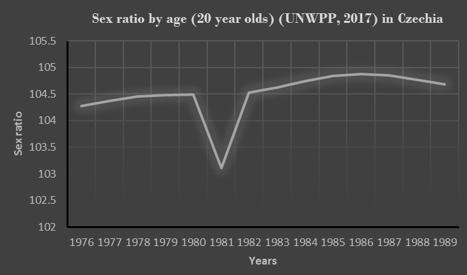 Sex ratio by age (20 year olds) (UNWPP, 2017) in Czechia
105.5
105
104.5
104
103.5
103
102.5
102
Sex ratio
1976 1977 1978 1979 1980 1981 1982 1983 1984 1985 1986 1987 1988 1989
Years